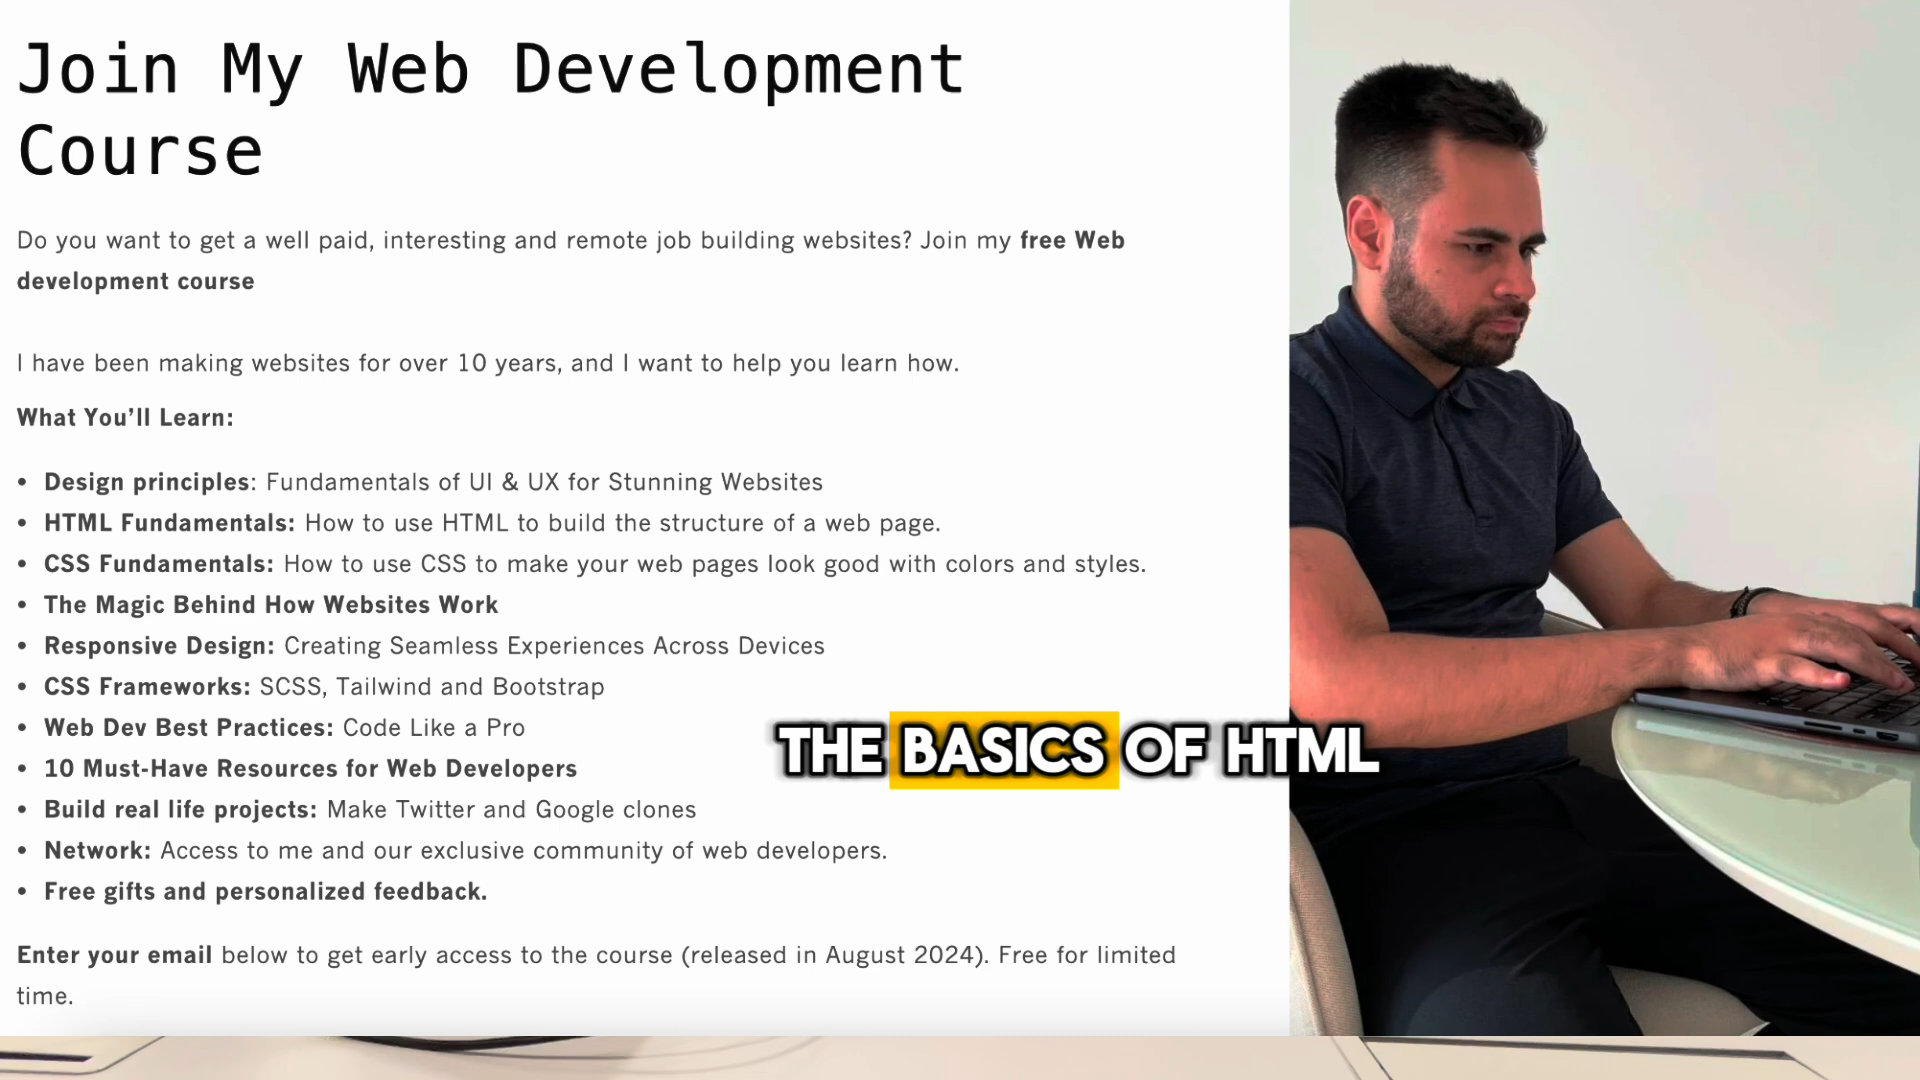 Join My Web Development
Course
Do you want to get a well paid, interesting and remote job building websites? Join my free Web
development course
I have been making websites for over 10 years, and I want to help you learn how.
What You’ll Learn:
• Design principles: Fundamentals of UI & UX for Stunning Websites
• HTML Fundamentals: How to use HTML to build the structure of a web page.
• CSS Fundamentals: How to use CSS to make your web pages look good with colors and styles.
• The Magic Behind How Websites Work
• Responsive Design: Creating Seamless Experiences Across Devices
• CSS Frameworks: SCSS, Tailwind and Bootstrap
• Web Dev Best Practices: Code Like a Pro
• 10 Must-Have Resources for Web Developers
• Build real life projects: Make Twitter and Google clones
• Network: Access to me and our exclusive community of web developers.
• Free gifts and personalized feedback.
Enter your email below to get early access to the course (released in August 2024). Free for limited
time.
THE BASICS OF HTML